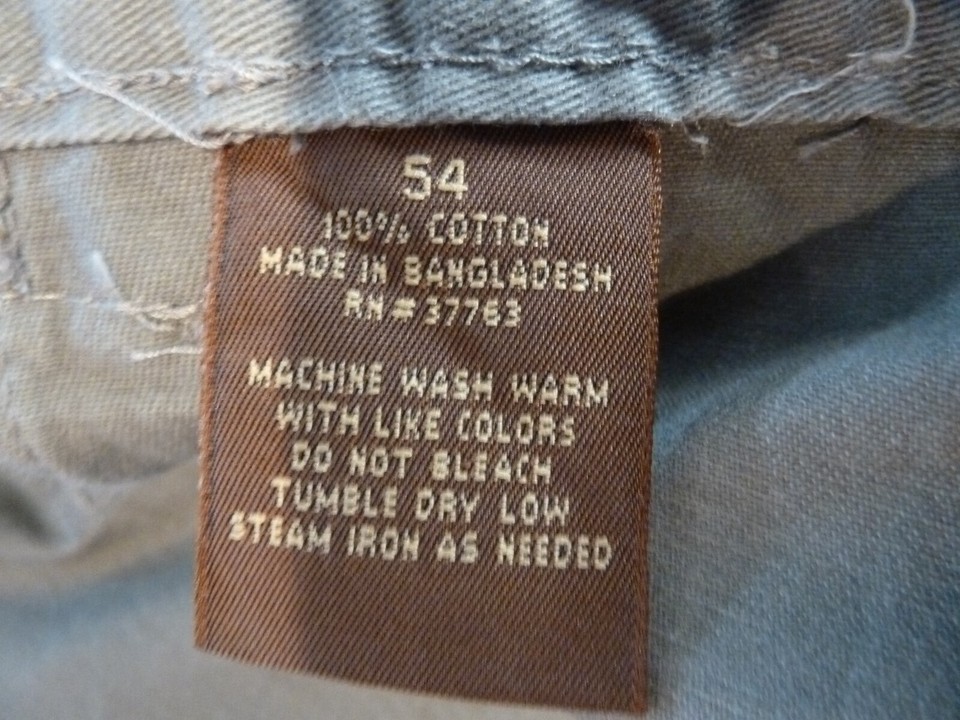 54
100% COTTON
MADE IN BANGLADESH
RN#37763
MACHINE WASH WARM
WITH LIKE COLORS
DO NOT BLEACH
TUMBLE DRY LOW
STEAM IRON AS NEEDED